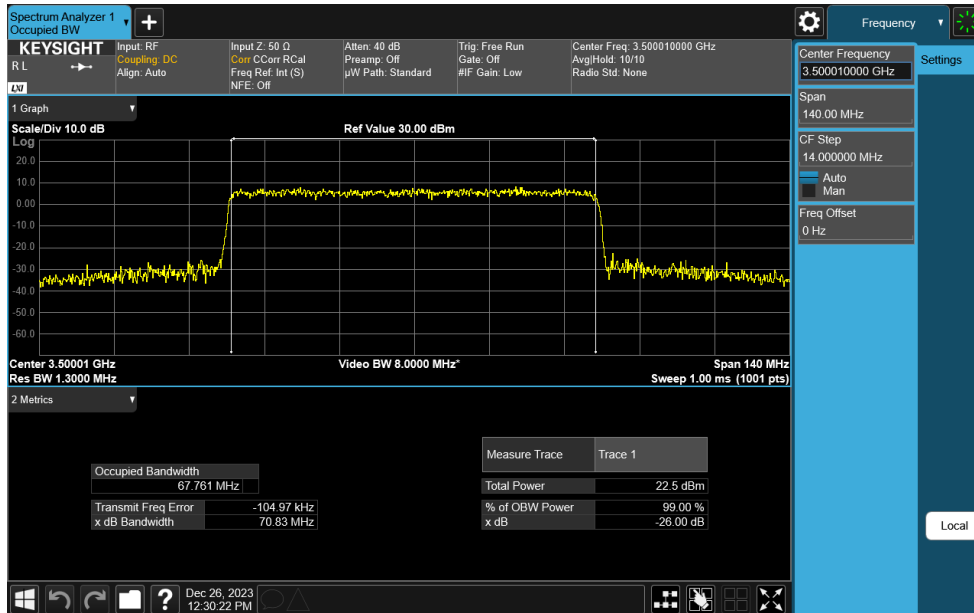 Spectrum Analyzer 1
Occupied BW
+
Frequency
KEYSIGHT
R L
LXI
Input: RF
Coupling: DC
Align: Auto
Input Z: 50 Ω
Corr CCorr RCal
Freq Ref: Int (S)
NFE: Off
Atten: 40 dB
Preamp: Off
µW Path: Standard
Trig: Free Run
Gate: Off
#IF Gain: Low
Center Freq: 3.500010000 GHz
Avg|Hold: 10/10
Radio Std: None
Center Frequency
3.500010000 GHz
Settings
Span
140.00 MHz
CF Step
14.000000 MHz
Auto
Man
Freq Offset
0 Hz
Local
1 Graph
Scale/Div 10.0 dB
Ref Value 30.00 dBm
Log
20.0
10.0
0.00
-10.0
-20.0
-30.0
-40.0
-50.0
-60.0
Center 3.50001 GHz
Video BW 8.0000 MHz*
Span 140 MHz
Res BW 1.3000 MHz
Sweep 1.00 ms (1001 pts)
2 Metrics
Occupied Bandwidth
67.761 MHz
Transmit Freq Error -104.97 kHz
x dB Bandwidth 70.83 MHz
Measure Trace Trace 1
Total Power 22.5 dBm
% of OBW Power 99.00 %
x dB -26.00 dB
?
Dec 26, 2023
12:30:22 PM